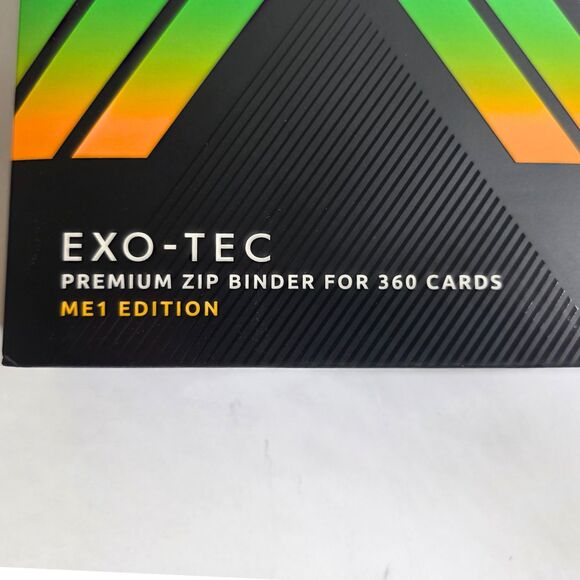 EXO-TEC
PREMIUM ZIP BINDER FOR 360 CARDS
ME1 EDITION